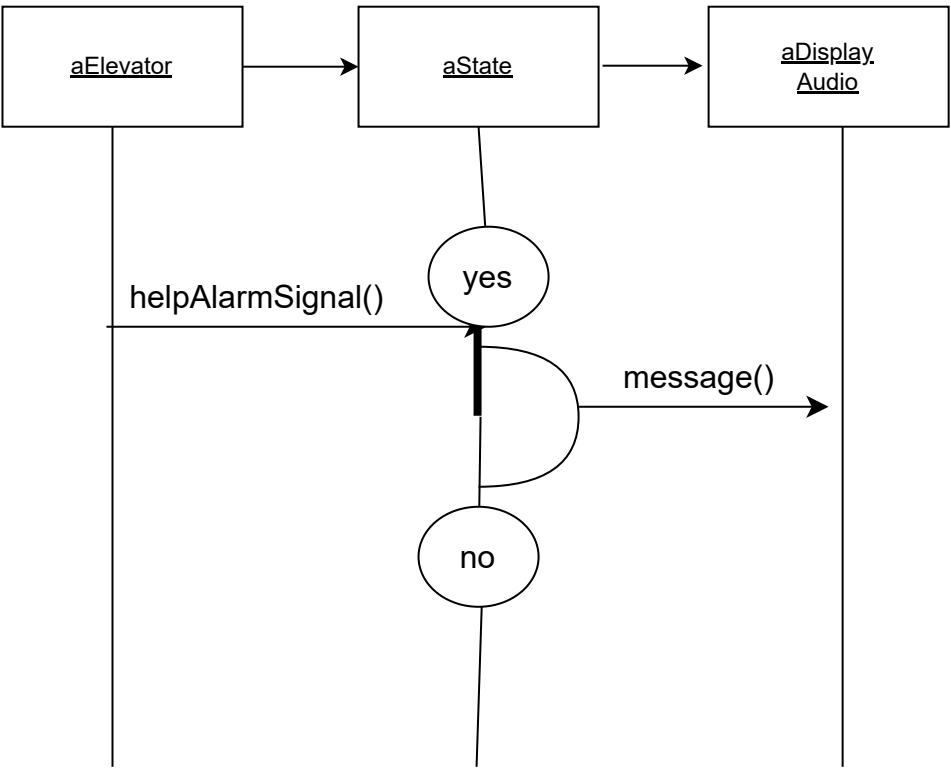 aElevator
aState
aDisplay
Audio
yes
helpAlarmSignal()
message()
no